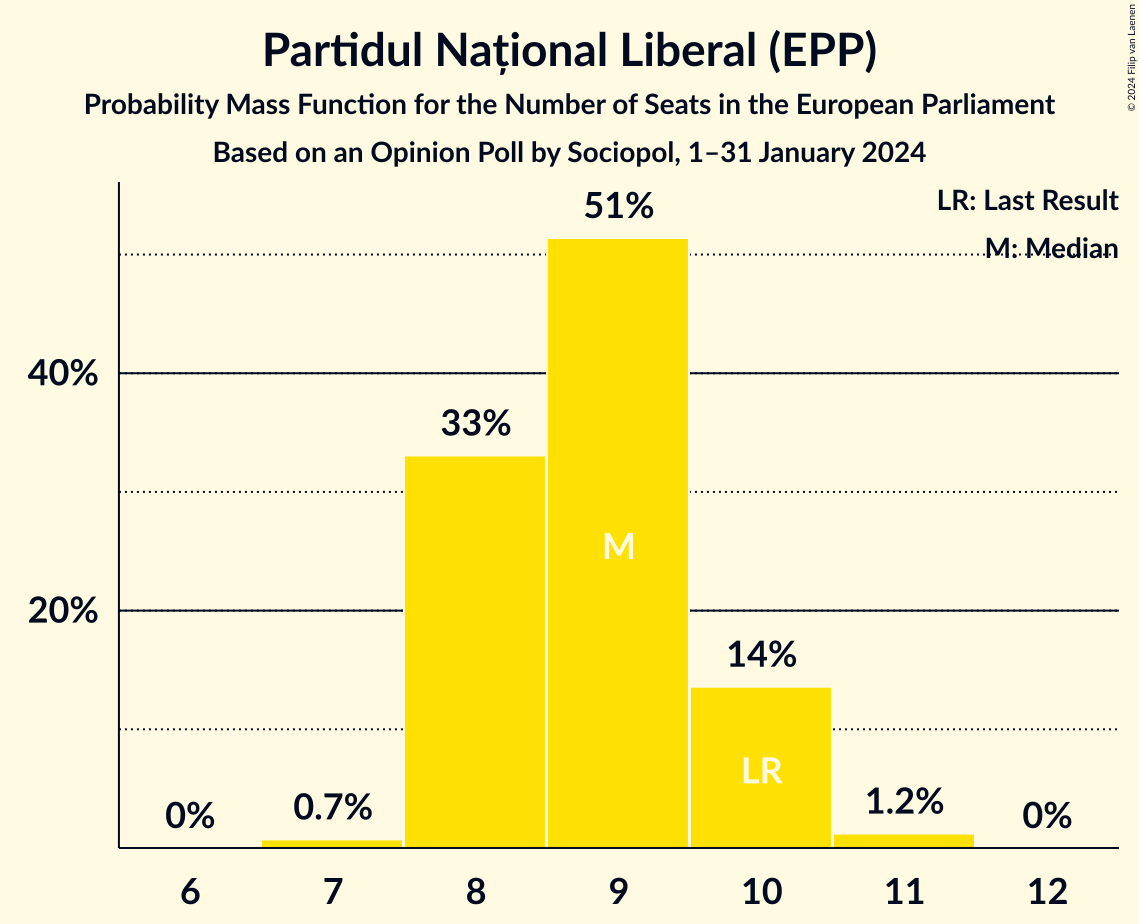 Partidul Național Liberal (EPP)
Probability Mass Function for the Number of Seats in the European Parliament
Based on an Opinion Poll by Sociopol, 1–31 January 2024
© 2024 Filip van Laenen
LR: Last Result
M: Median
51%
40%
33%
M
20%
14%
LR
0%
0.7%
1.2%
0%
6
7
8
9
10
11
12